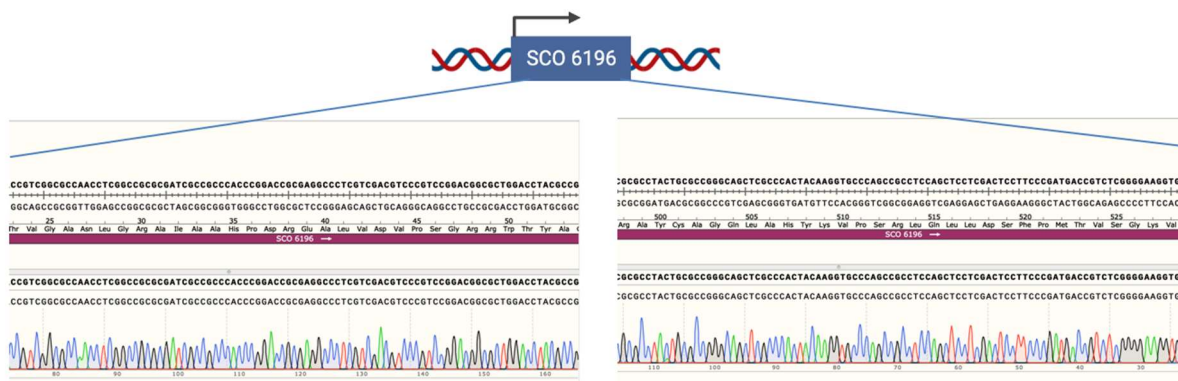 SCO 6196
CCGTCGGCGCCAACCTCGGCCGCGCGATCGCCGCCCACCCGGACCGCGAGGCCCTCGTCGACGTCCCGTCCGGACGGCGCTGGACCTACGCCG
GGCAGCCGCGGTTGGAGCCGGCGCGCTAGCGGCGGGTGGGCCTGGCGCTCCGGGAGCAGCTGCAGGGCAGGCCTGCCGCGACCTGGATGCGGC
25 30 35 40 45 50
Thr Val Gly Ala Asn Leu Gly Arg Ala Ile Ala Ala His Pro Asp Arg Glu Ala Leu Val Asp Val Pro Ser Gly Arg Arg Trp Thr Tyr Ala
SCO 6196 →
CCGTCGGCGCCAACCTCGGCCGCGCGATCGCCGCCCACCCGGACCGCGAGGCCCTCGTCGACGTCCCGTCCGGACGGCGCTGGACCTACGCCG
CCGTCGGCGCCAACCTCGGCCGCGCGATCGCCGCCCACCCGGACCGCGAGGCCCTCGTCGACGTCCCGTCCGGACGGCGCTGGACCTACGCCG
80 90 100 110 120 130 140 150 160
CGCGCCTACTGCGCCGGGCAGCTCGCCCACTACAAGGTGCCCAGCCGCCTCCAGCTCCTCGACTCCTTCCCGATGACCGTCTCGGGGAAGGTG
GCGCGGATGACGCGGCCCGTCGAGCGGGTGATGTTCCACGGGTCGGCGGAGGTCGAGGAGCTGAGGAAGGGCTACTGGCAGAGCCCCTTCCAC
500 505 510 515 520 525
Arg Ala Tyr Cys Ala Gly Gln Leu Ala His Tyr Lys Val Pro Ser Arg Leu Gln Leu Leu Asp Ser Phe Pro Met Thr Val Ser Gly Lys Val
SCO 6196 →
CGCGCCTACTGCGCCGGGCAGCTCGCCCACTACAAGGTGCCCAGCCGCCTCCAGCTCCTCGACTCCTTCCCGATGACCGTCTCGGGGAAGGTG
CGCGCCTACTGCGCCGGGCAGCTCGCCCACTACAAGGTGCCCAGCCGCCTCCAGCTCCTCGACTCCTTCCCGATGACCGTCTCGGGGAAGGTG
110 100 90 80 70 60 50 40 30